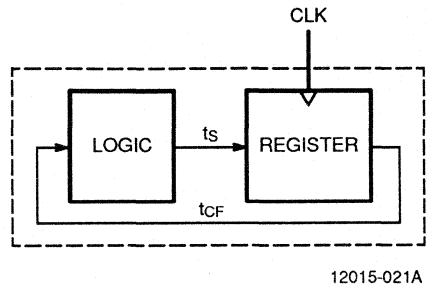 CLK
LOGIC
tS
REGISTER
tCF
12015-021A